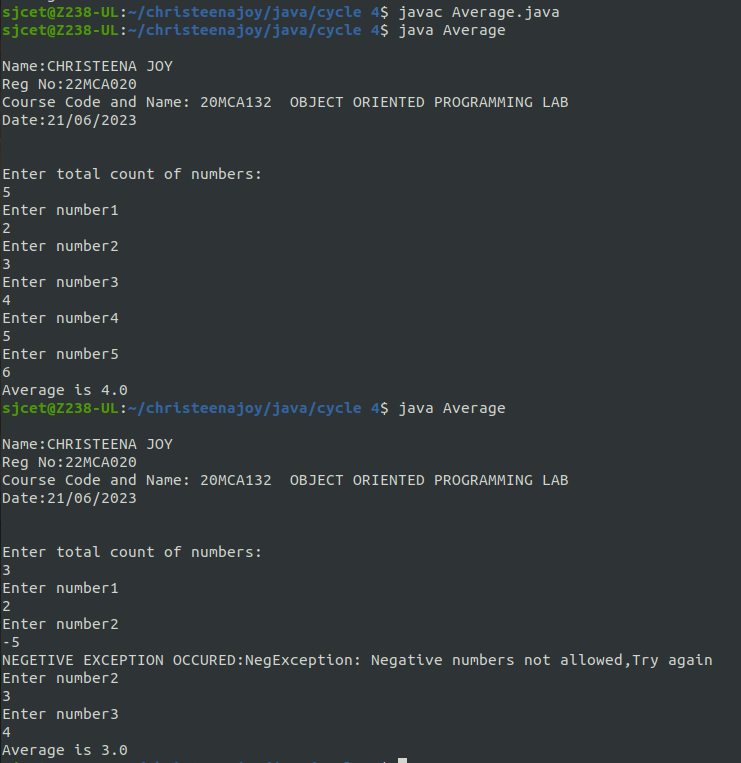 sjcet@Z238-UL:~/christeenajoy/java/cycle 4$ javac Average.java
sjcet@Z238-UL:~/christeenajoy/java/cycle 4$ java Average
Name:CHRISTEENA JOY
Reg No:22MCA020
Course Code and Name: 20MCA132  OBJECT ORIENTED PROGRAMMING LAB
Date:21/06/2023
Enter total count of numbers:
5
Enter number1
2
Enter number2
3
Enter number3
4
Enter number4
5
Enter number5
6
Average is 4.0
sjcet@Z238-UL:~/christeenajoy/java/cycle 4$ java Average
Name:CHRISTEENA JOY
Reg No:22MCA020
Course Code and Name: 20MCA132  OBJECT ORIENTED PROGRAMMING LAB
Date:21/06/2023
Enter total count of numbers:
3
Enter number1
2
Enter number2
-5
NEGETIVE EXCEPTION OCCURED:NegException: Negative numbers not allowed,Try again
Enter number2
3
Enter number3
4
Average is 3.0